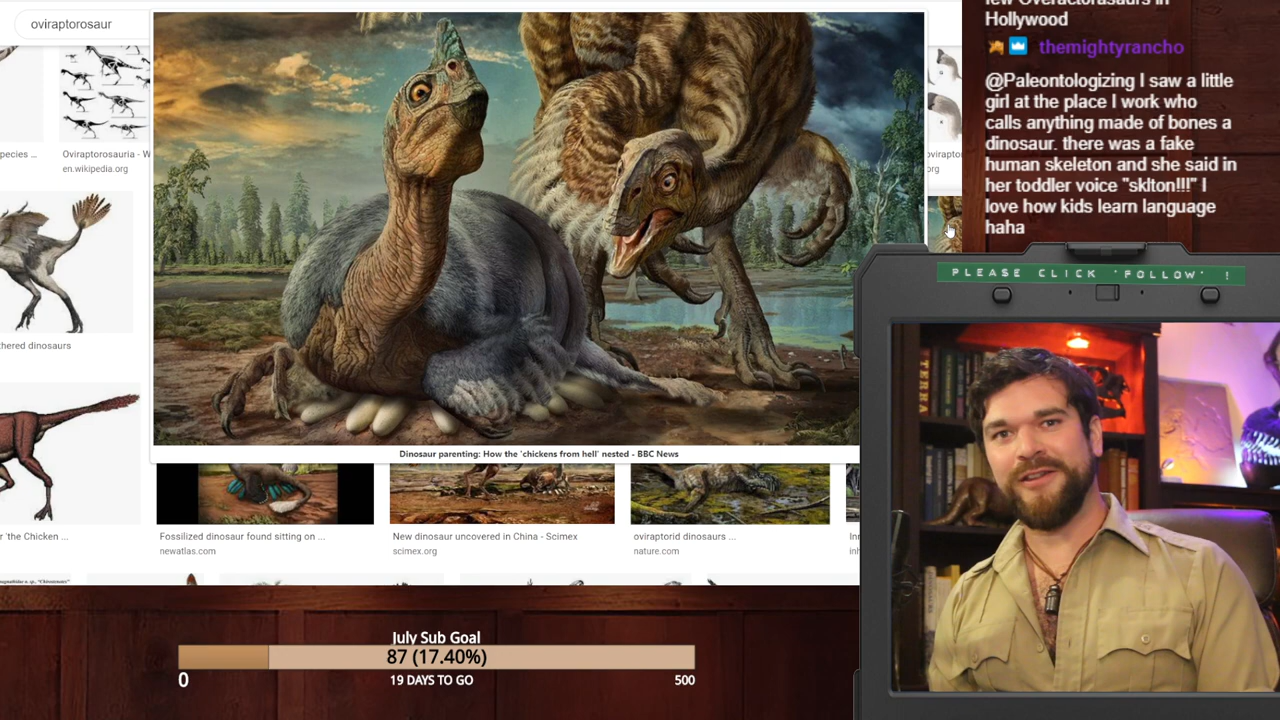 oviraptorosaur
Hollywood
themightyrancho
@Paleontologizing I saw a little
girl at the place I work who
calls anything made of bones a
dinosaur. there was a fake
human skeleton and she said in
her toddler voice "sklton!!!" I
love how kids learn language
haha
PLEASE CLICK 'FOLLOW' !
pecies ...
Oviraptorosauria - W
en.wikipedia.org
hered dinosaurs
Dinosaur parenting: How the 'chickens from hell' nested - BBC News
r 'the Chicken ...
Fossilized dinosaur found sitting on ...
newatlas.com
New dinosaur uncovered in China - Scimex
scimex.org
oviraptorid dinosaurs ...
nature.com
July Sub Goal
87 (17.40%)
0
19 DAYS TO GO
500